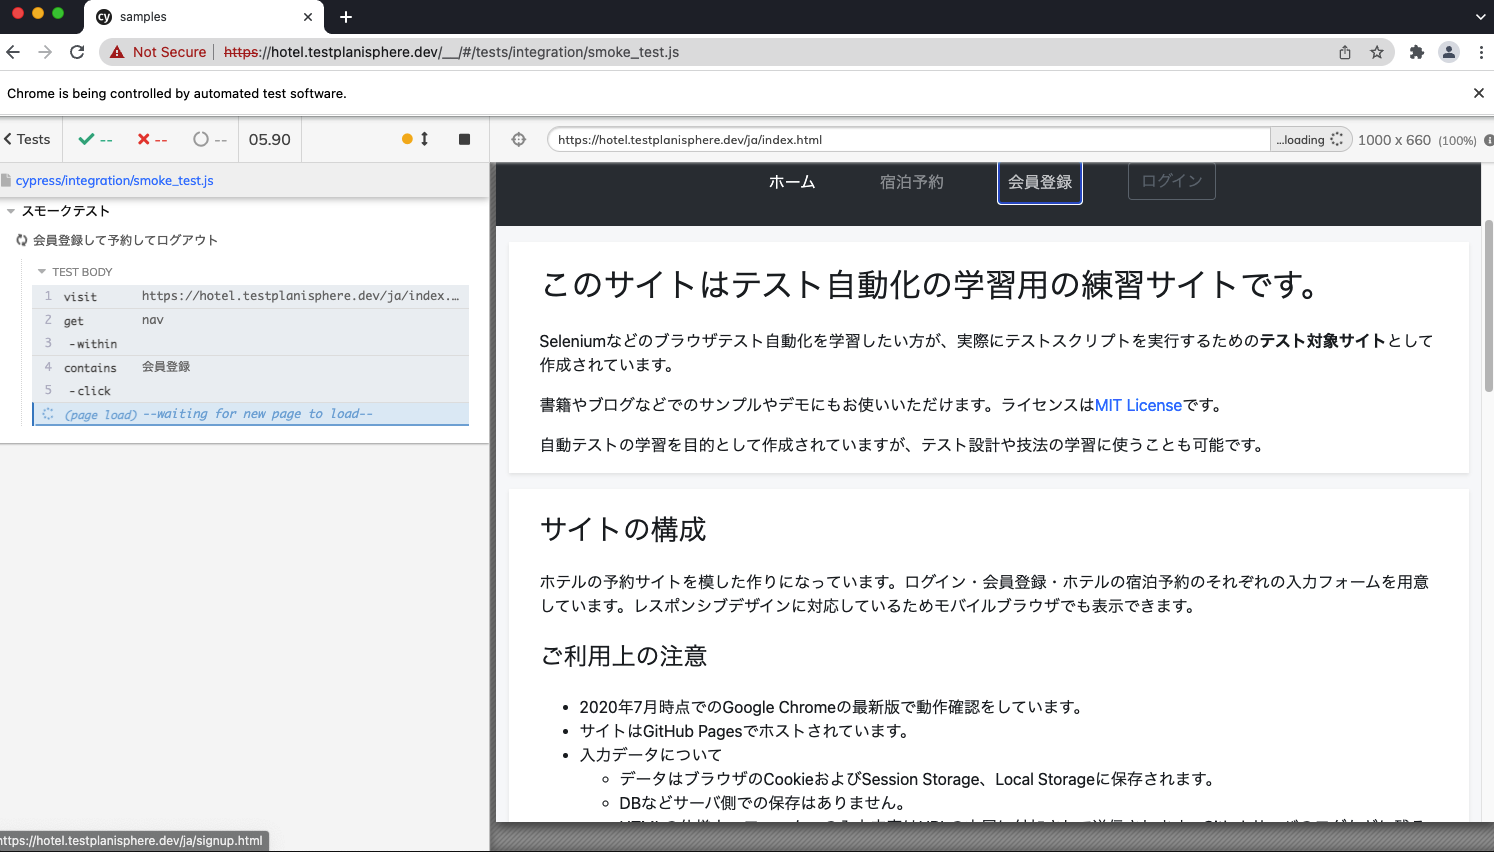 samples
Not Secure
https://hotel.testplanisphere.dev/__/#/tests/integration/smoke_test.js
Chrome is being controlled by automated test software.
Tests
--
--
--
05.90
https://hotel.testplanisphere.dev/ja/index.html
...loading
1000 x 660 (100%)
cypress/integration/smoke_test.js
スモークテスト
会員登録して予約してログアウト
TEST BODY
1 visit https://hotel.testplanisphere.dev/ja/index.…
2 get nav
3 -within
4 contains 会員登録
5 -click
(page load) --waiting for new page to load--
ホーム 宿泊予約 会員登録 ログイン
このサイトはテスト自動化の学習用の練習サイトです。
Seleniumなどのブラウザテスト自動化を学習したい方が、実際にテストスクリプトを実行するためのテスト対象サイトとして
作成されています。
書籍やブログなどでのサンプルやデモにもお使いいただけます。ライセンスはMIT Licenseです。
自動テストの学習を目的として作成されていますが、テスト設計や技法の学習に使うことも可能です。
サイトの構成
ホテルの予約サイトを模した作りになっています。ログイン・会員登録・ホテルの宿泊予約のそれぞれの入力フォームを用意
しています。レスポンシブデザインに対応しているためモバイルブラウザでも表示できます。
ご利用上の注意
2020年7月時点でのGoogle Chromeの最新版で動作確認をしています。
サイトはGitHub Pagesでホストされています。
入力データについて
データはブラウザのCookieおよびSession Storage、Local Storageに保存されます。
DBなどサーバ側での保存はありません。
https://hotel.testplanisphere.dev/ja/signup.html